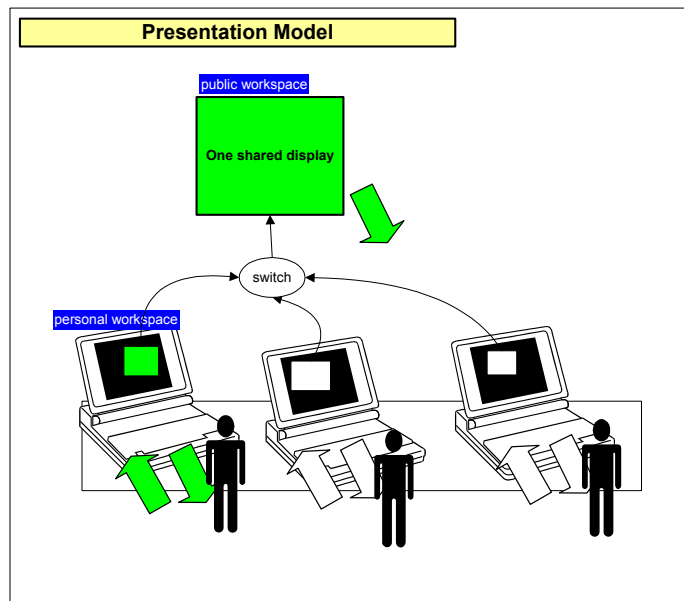 Presentation Model
public workspace
One shared display
switch
personal workspace